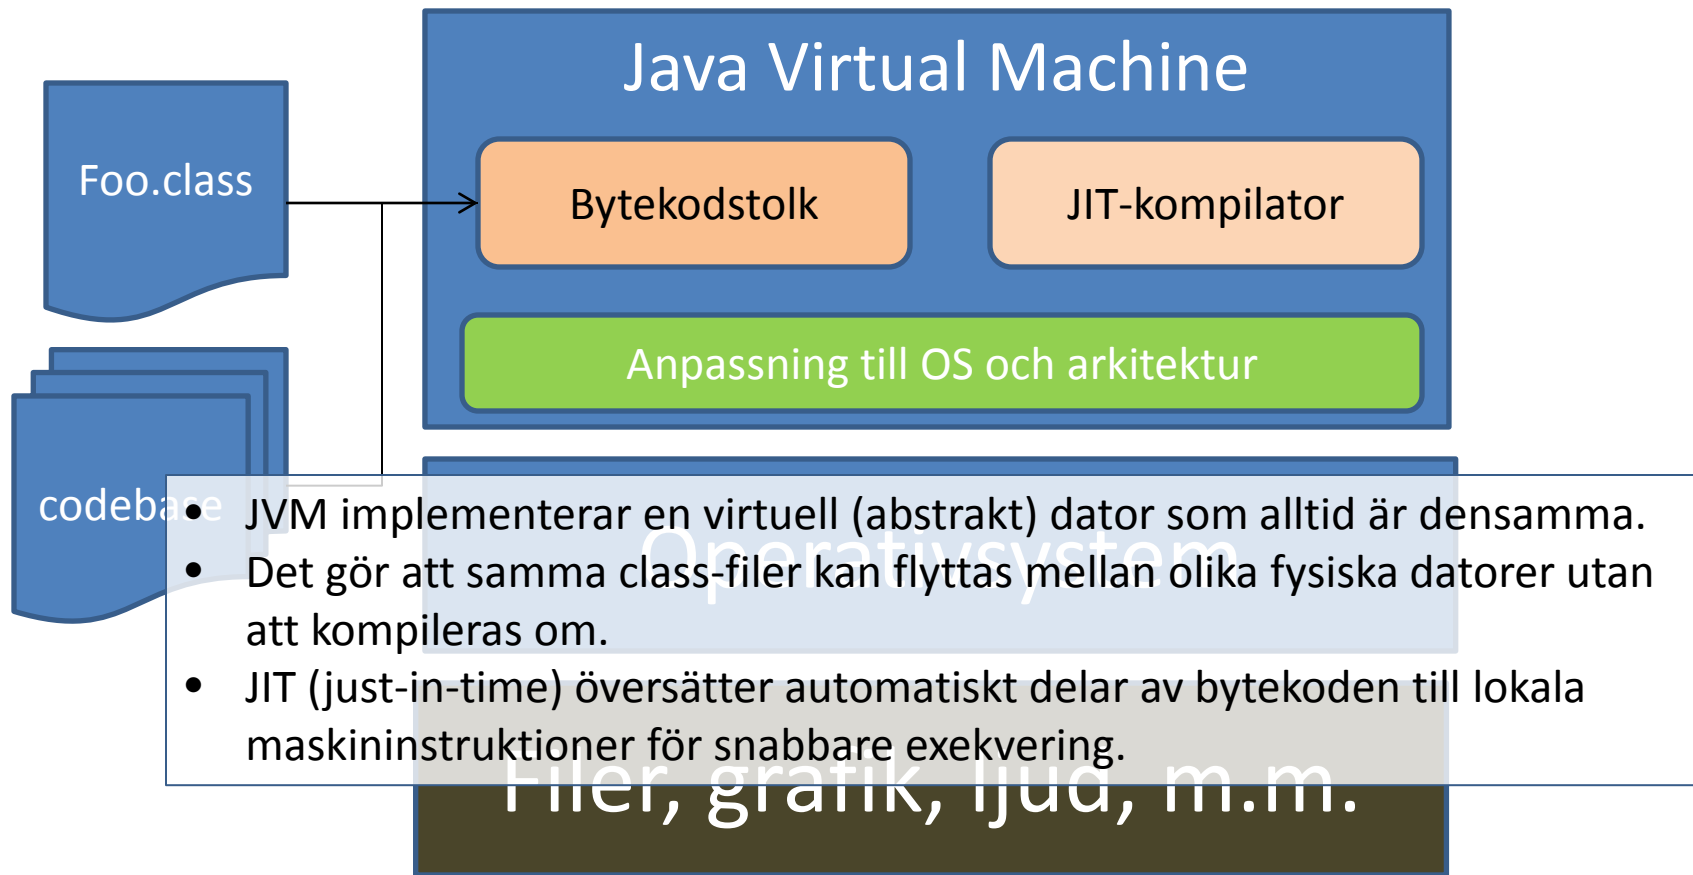 Java Virtual Machine
Foo.class
Bytekodstolk
JIT-kompilator
Anpassning till OS och arkitektur
codebase
Operativsystem
• JVM implementerar en virtuell (abstrakt) dator som alltid är densamma.
• Det gör att samma class-filer kan flyttas mellan olika fysiska datorer utan
att kompileras om.
• JIT (just-in-time) översätter automatiskt delar av bytekoden till lokala
maskininstruktioner för snabbare exekvering.
Filer, grafik, ljud, m.m.